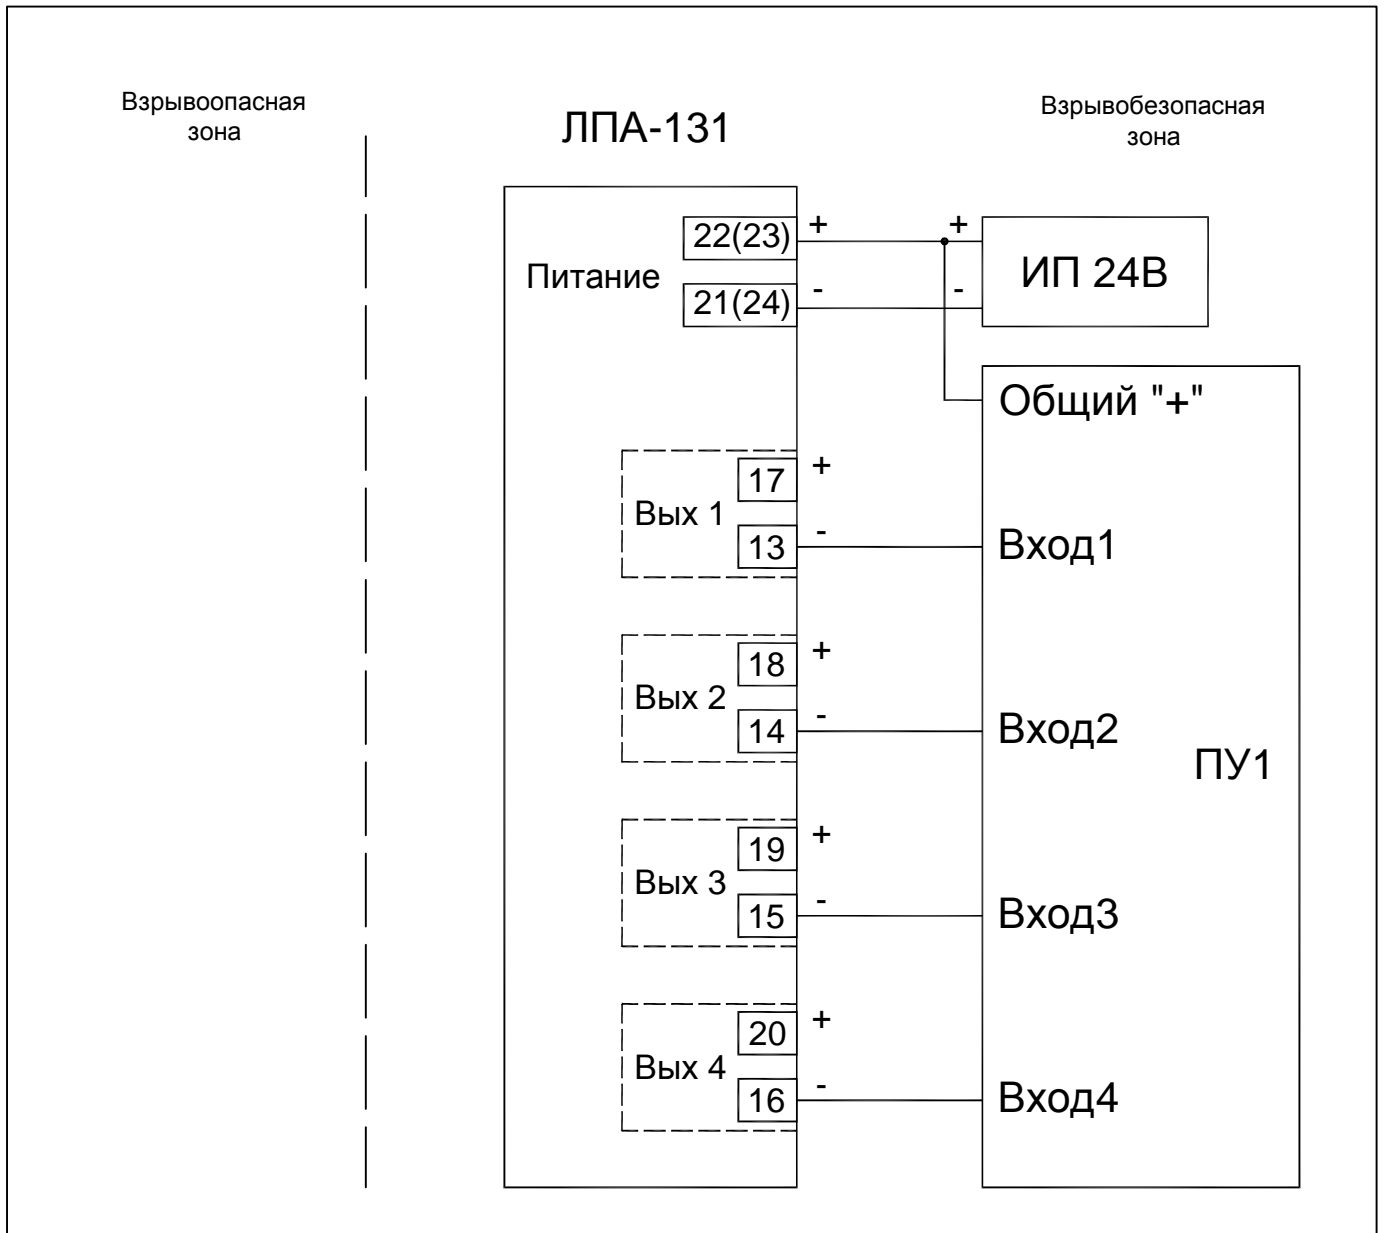 Взрывоопасная
зона
ЛПА-131
Взрывобезопасная
зона
22(23) + +
Питание
ИП 24В
21(24) - -
Общий "+"
17 +
Вых 1
13 -
Вход1
18 +
Вых 2
14 -
Вход2
ПУ1
19 +
Вых 3
15 -
Вход3
20 +
Вых 4
16 -
Вход4